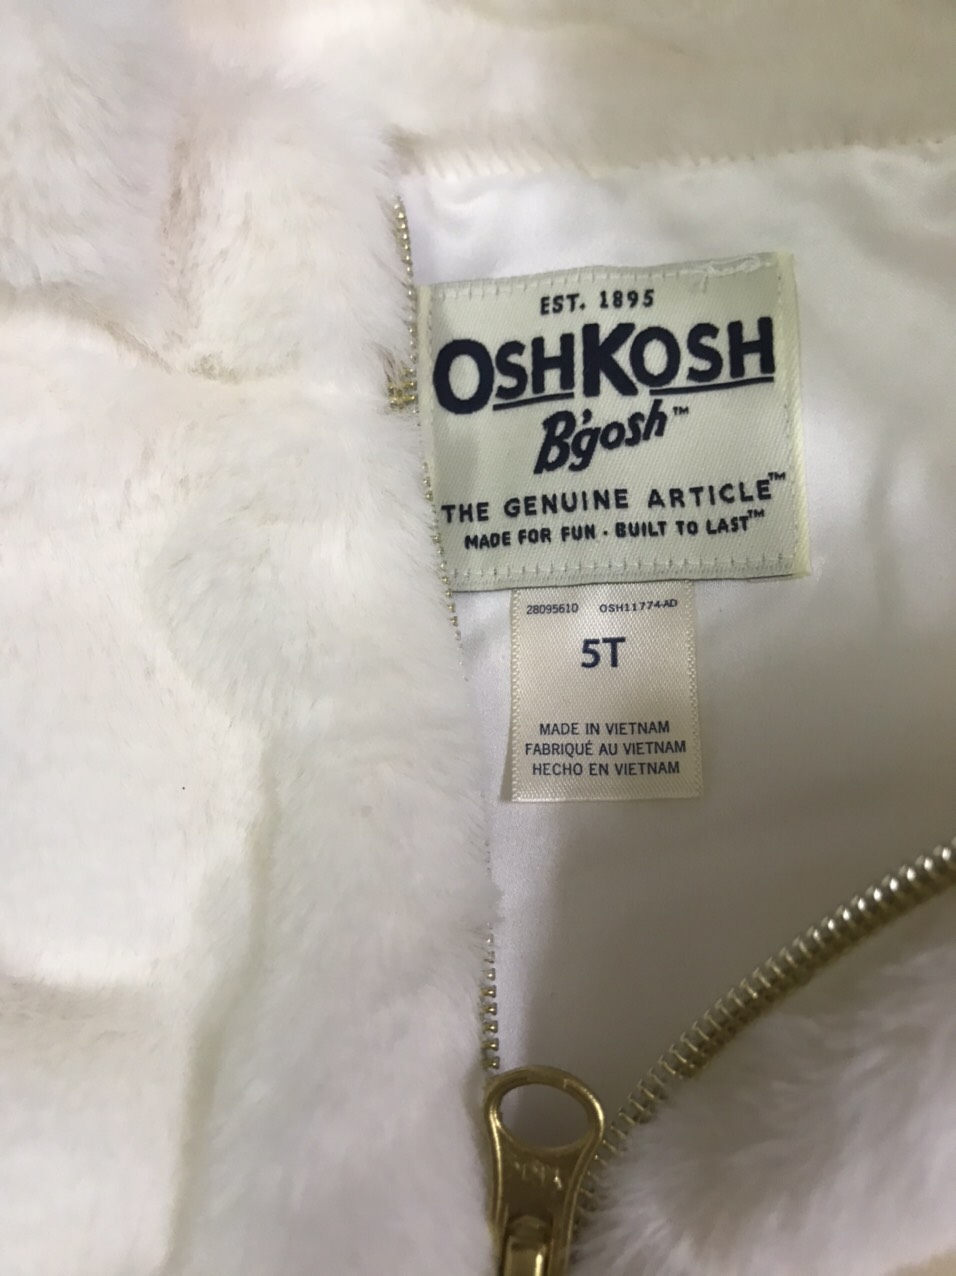 EST. 1895
OSHKOSH
B'gosh™
THE GENUINE ARTICLE™
MADE FOR FUN · BUILT TO LAST™
28095610 OSH11774-AD
5T
MADE IN VIETNAM
FABRIQUÉ AU VIETNAM
HECHO EN VIETNAM